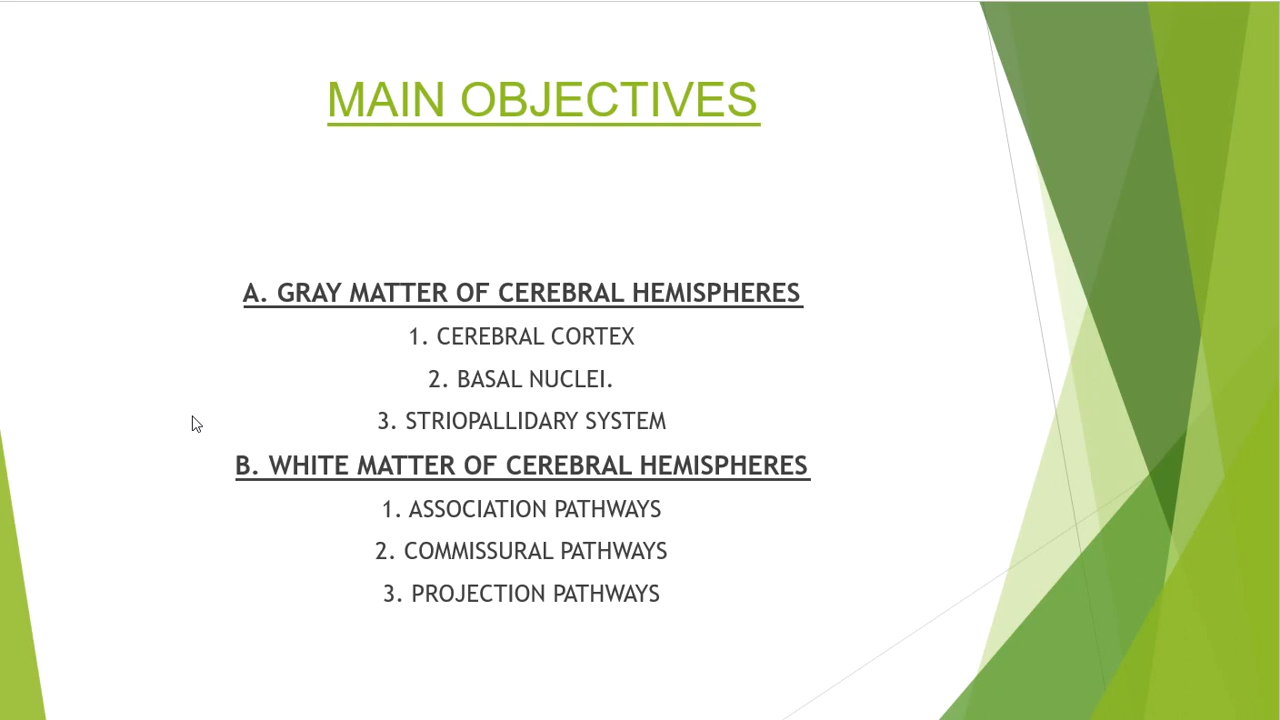 MAIN OBJECTIVES
A. GRAY MATTER OF CEREBRAL HEMISPHERES
1. CEREBRAL CORTEX
2. BASAL NUCLEI.
3. STRIOPALLIDARY SYSTEM
B. WHITE MATTER OF CEREBRAL HEMISPHERES
1. ASSOCIATION PATHWAYS
2. COMMISSURAL PATHWAYS
3. PROJECTION PATHWAYS